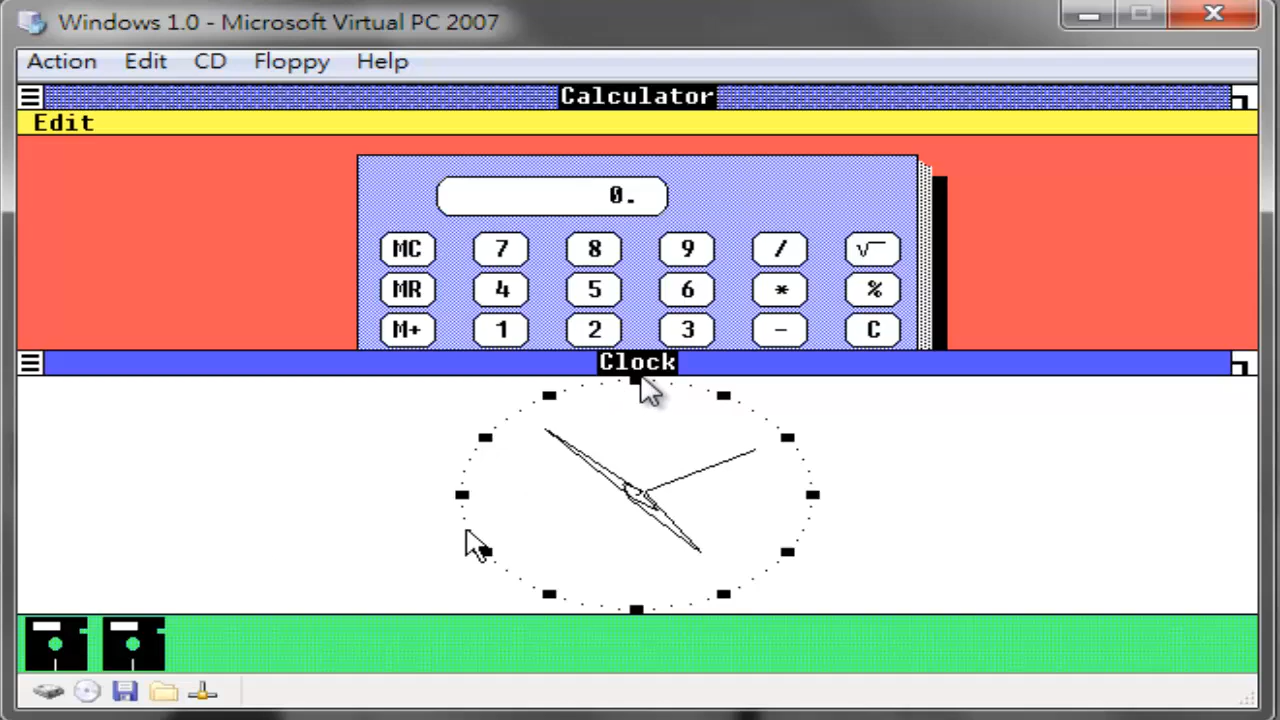 Windows 1.0 - Microsoft Virtual PC 2007
Action Edit CD Floppy Help
Calculator
Edit
0.
MC 7 8 9 / √
MR 4 5 6 * %
M+ 1 2 3 - C
Clock